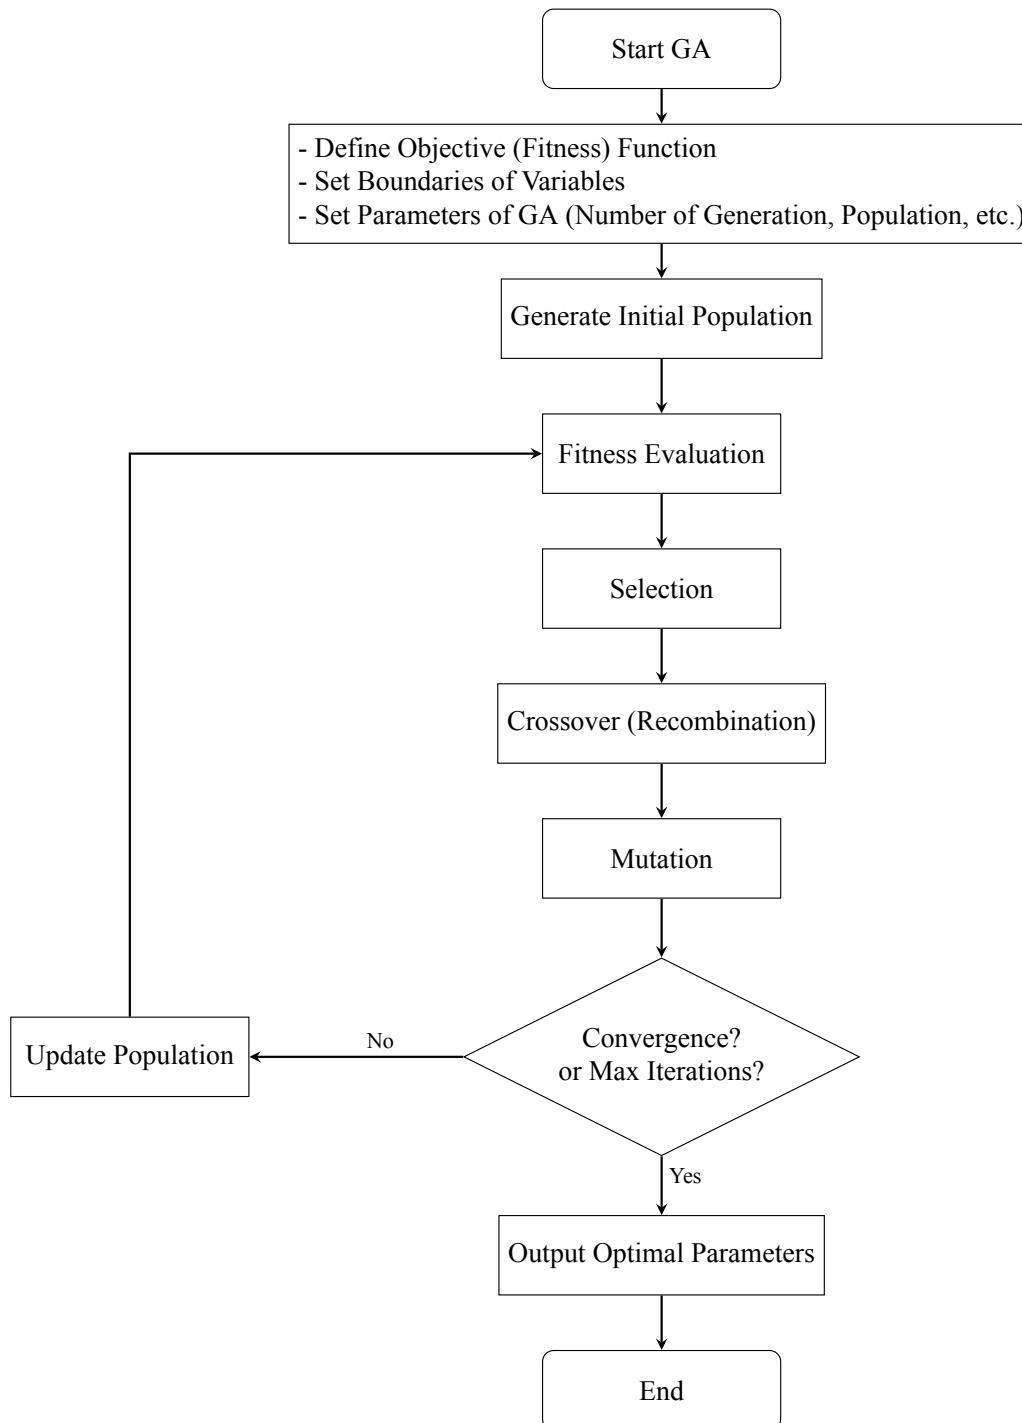 Start GA
- Define Objective (Fitness) Function
- Set Boundaries of Variables
- Set Parameters of GA (Number of Generation, Population, etc.)
Generate Initial Population
Fitness Evaluation
Selection
Crossover (Recombination)
Mutation
Convergence?
or Max Iterations?
No
Update Population
Yes
Output Optimal Parameters
End